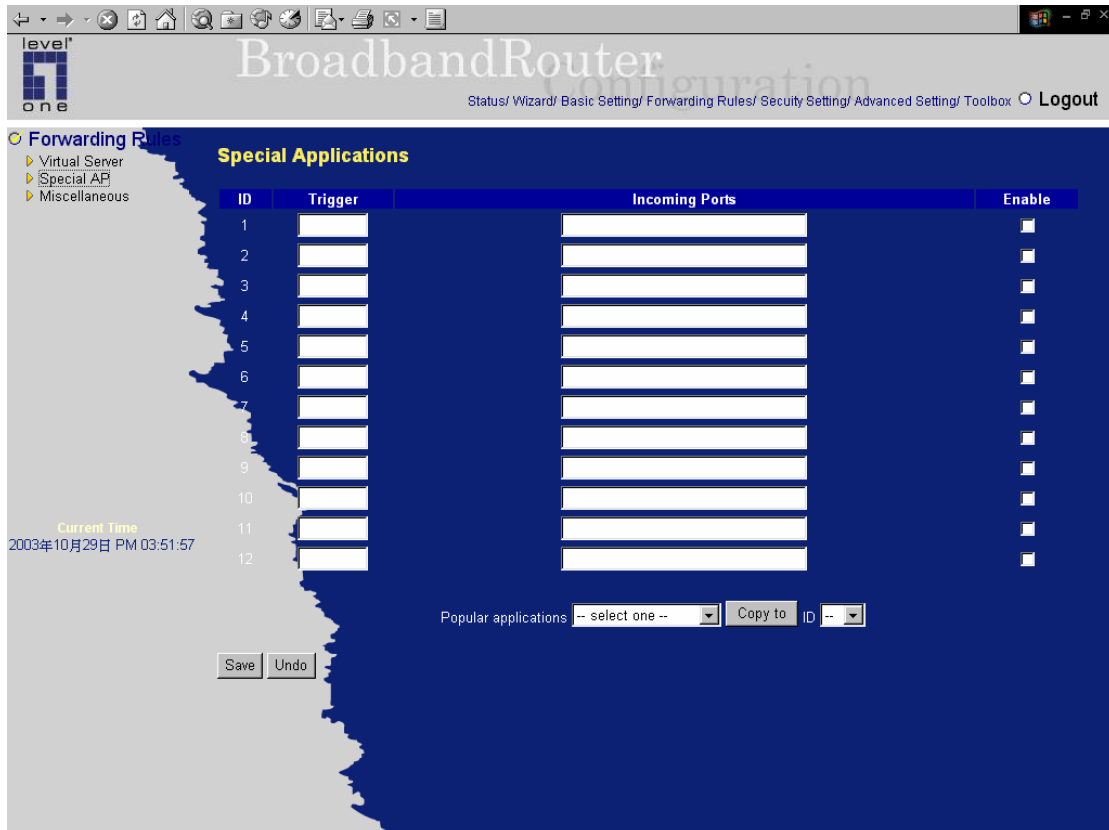 level one
BroadbandRouter
Configuration
Status/ Wizard/ Basic Setting/ Forwarding Rules/ Secuity Setting/ Advanced Setting/ Toolbox Logout
Forwarding Rules
Virtual Server
Special AP
Miscellaneous
Current Time
2003年10月29日 PM 03:51:57
Special Applications
ID Trigger Incoming Ports Enable
1
2
3
4
5
6
7
8
9
10
11
12
Popular applications -- select one -- Copy to ID --
Save Undo